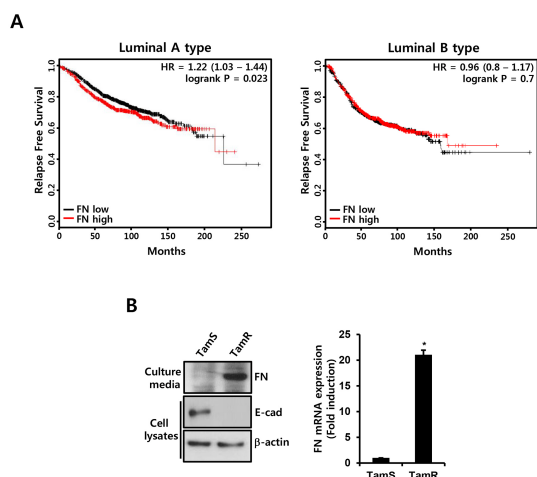 A
Luminal A type
HR = 1.22 (1.03 – 1.44)
logrank P = 0.023
Relapse Free Survival
1.0
0.8
0.6
0.4
0.2
0.0
FN low
FN high
0 50 100 150 200 250
Months
Luminal B type
HR = 0.96 (0.8 – 1.17)
logrank P = 0.7
Relapse Free Survival
1.0
0.8
0.6
0.4
0.2
0.0
FN low
FN high
0 50 100 150 200 250
Months
B
TamS TamR
Culture
media
FN
E-cad
Cell
lysates
β-actin
FN mRNA expression
(Fold induction)
25
20
15
10
5
0
*
TamS TamR